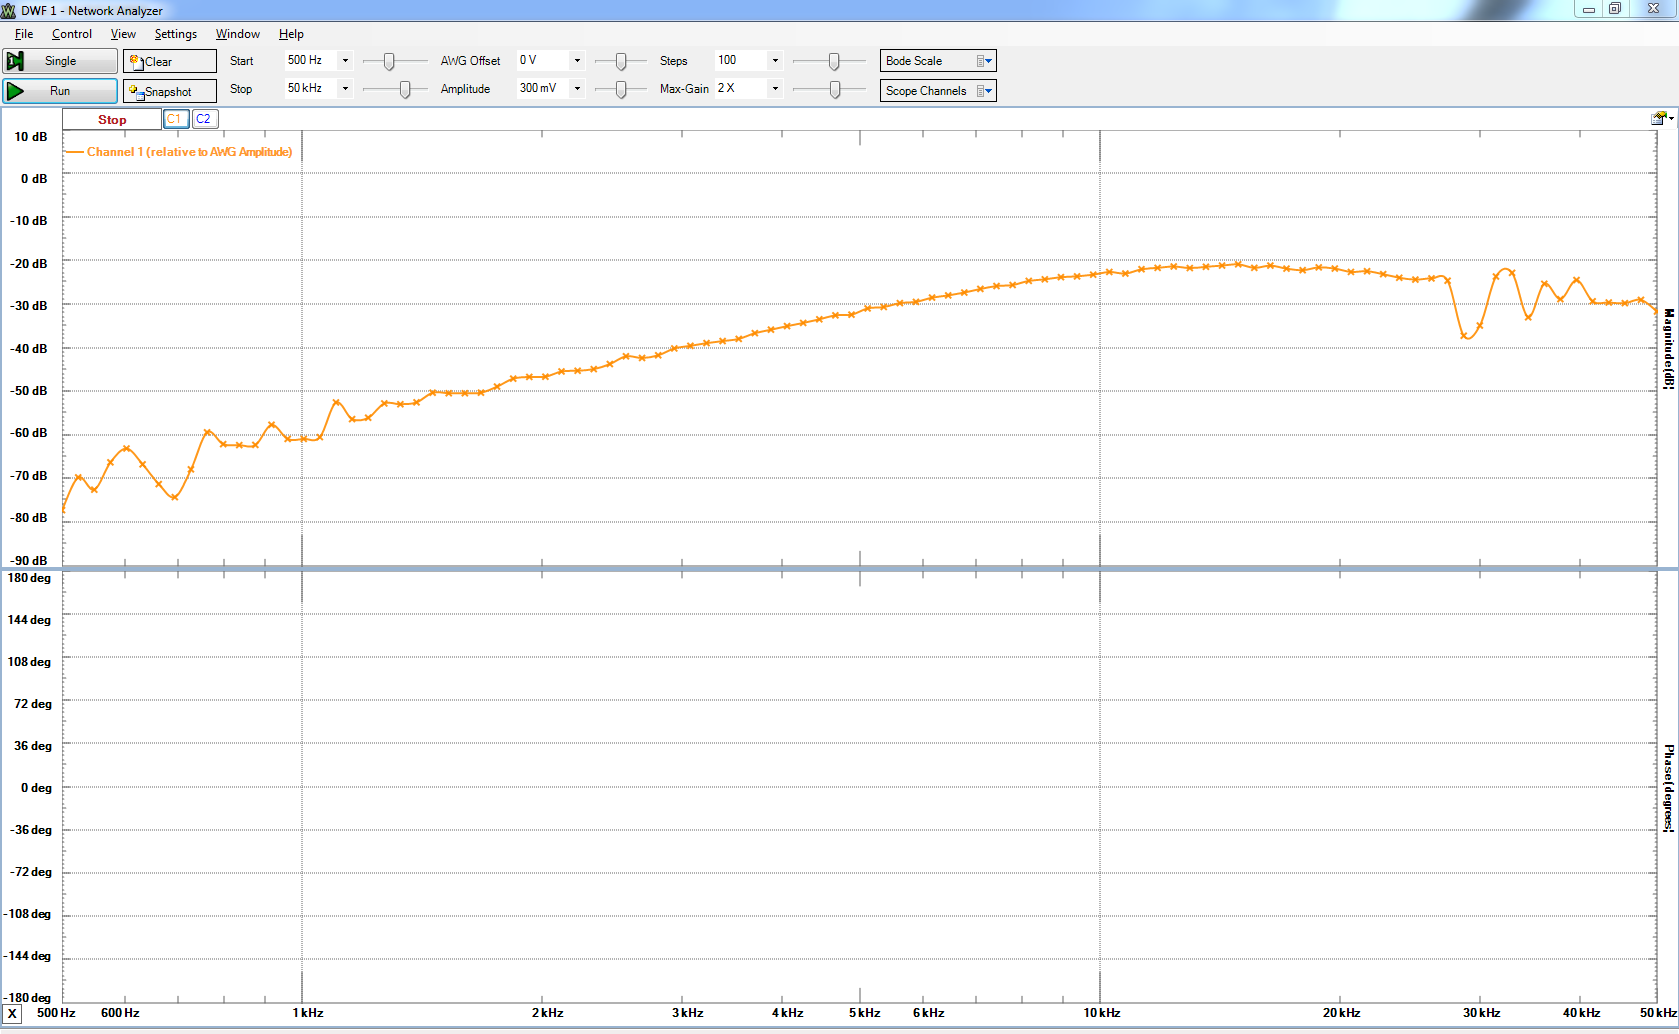 DWF 1 - Network Analyzer
File Control View Settings Window Help
Single Clear Start 500 Hz AWG Offset 0 V Steps 100 Bode Scale
Run Snapshot Stop 50 kHz Amplitude 300 mV Max-Gain 2 X Scope Channels
Stop C1 C2
Channel 1 (relative to AWG Amplitude)
10 dB
0 dB
-10 dB
-20 dB
-30 dB
-40 dB
-50 dB
-60 dB
-70 dB
-80 dB
-90 dB
Magnitude(dB)
180 deg
144 deg
108 deg
72 deg
36 deg
0 deg
-36 deg
-72 deg
-108 deg
-144 deg
-180 deg
Phase(degrees)
X 500 Hz 600 Hz 1 kHz 2 kHz 3 kHz 4 kHz 5 kHz 6 kHz 10 kHz 20 kHz 30 kHz 40 kHz 50 kHz